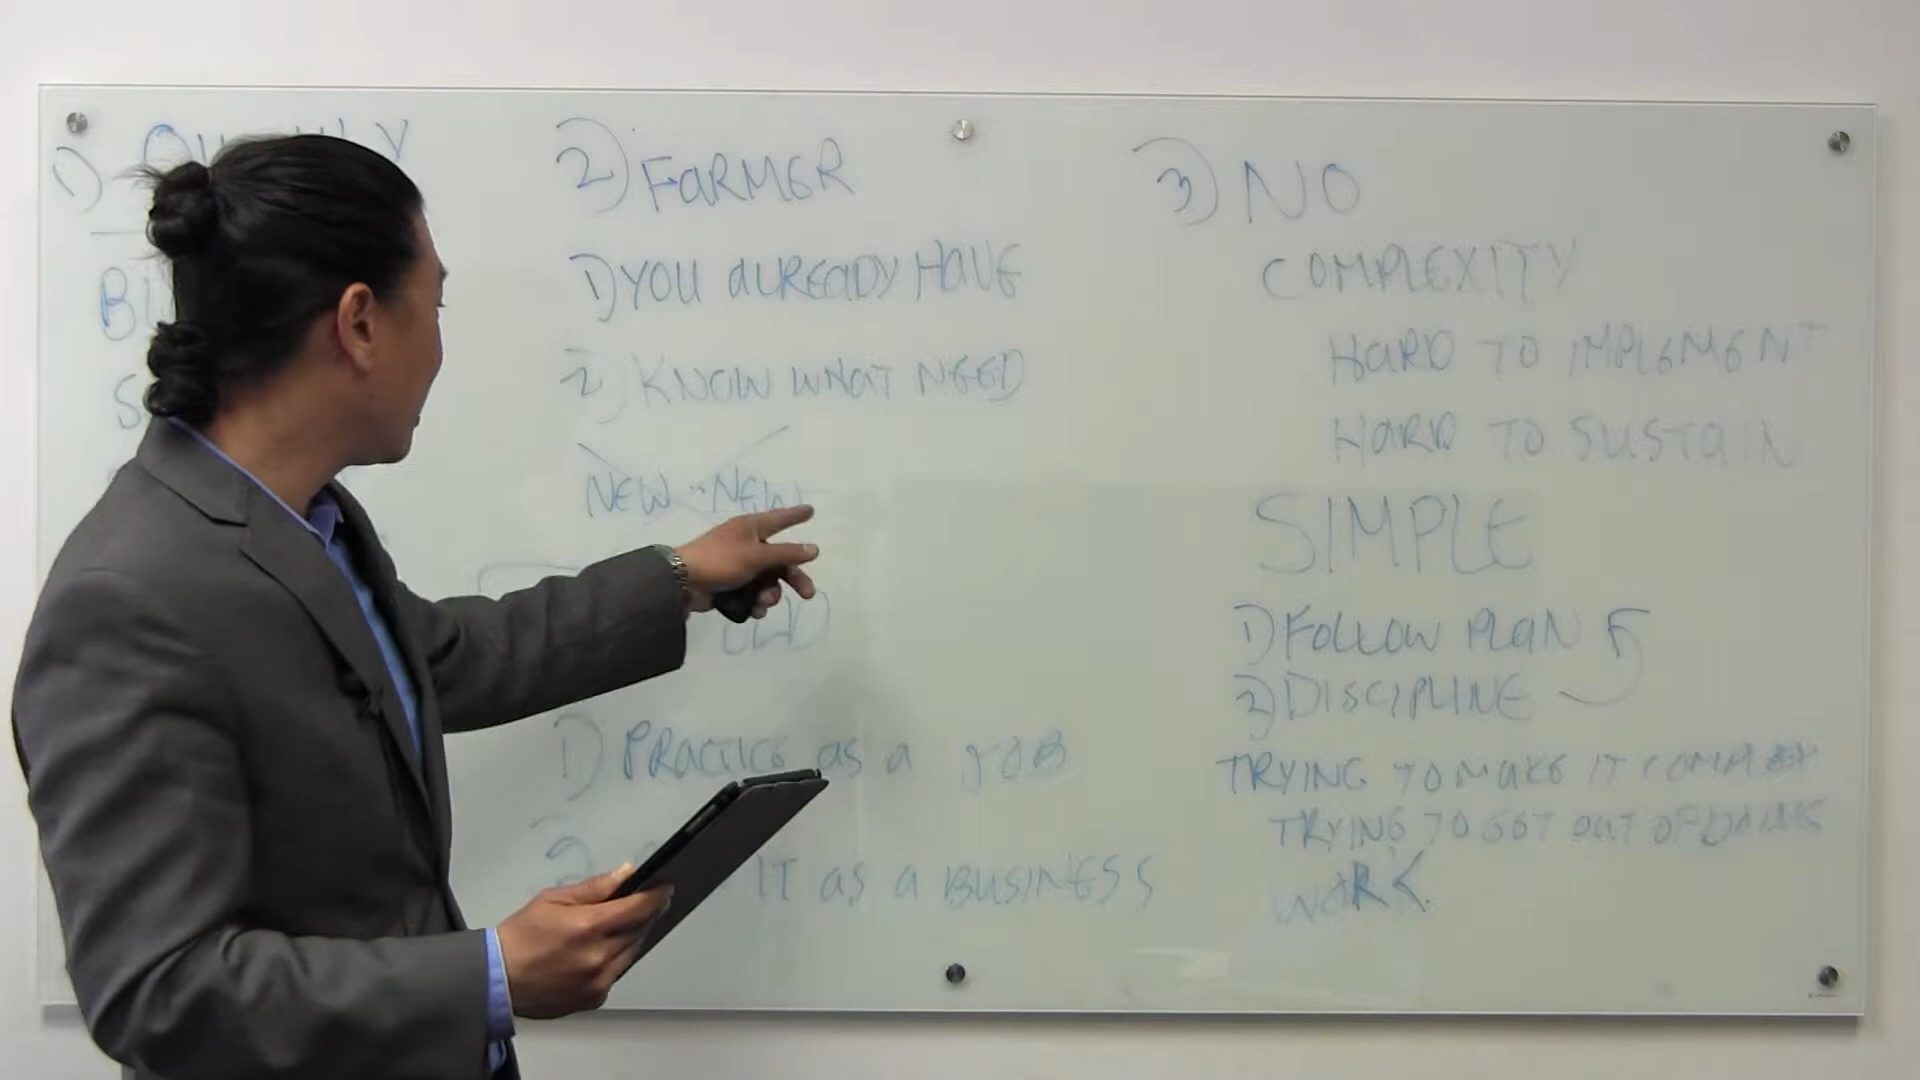 1)
2) FARMER
1) YOU ALREADY HAVE
2) KNOW WHAT NEED
NEW NEW
OLD
1) PRACTICE as a JOB
2 IT as a BUSINESS
3) NO
COMPLEXITY
HARD TO IMPLEMENT
HARD TO SUSTAIN
SIMPLE
1) FOLLOW PLAN
2) DISCIPLINE
TRYING TO MAKE IT COMPLEX
TRYING TO GET OUT OF DOING
WORK